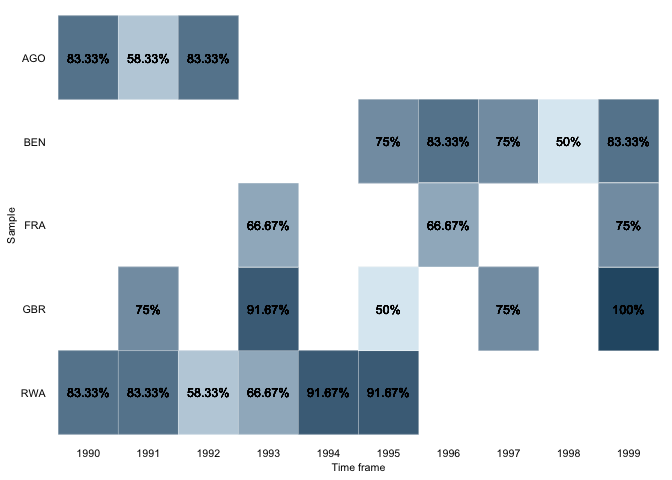 AGO 83.33% 58.33% 83.33%
BEN 75% 83.33% 75% 50% 83.33%
Sample
FRA 66.67% 66.67% 75%
GBR 75% 91.67% 50% 75% 100%
RWA 83.33% 83.33% 58.33% 66.67% 91.67% 91.67%
1990 1991 1992 1993 1994 1995 1996 1997 1998 1999
Time frame